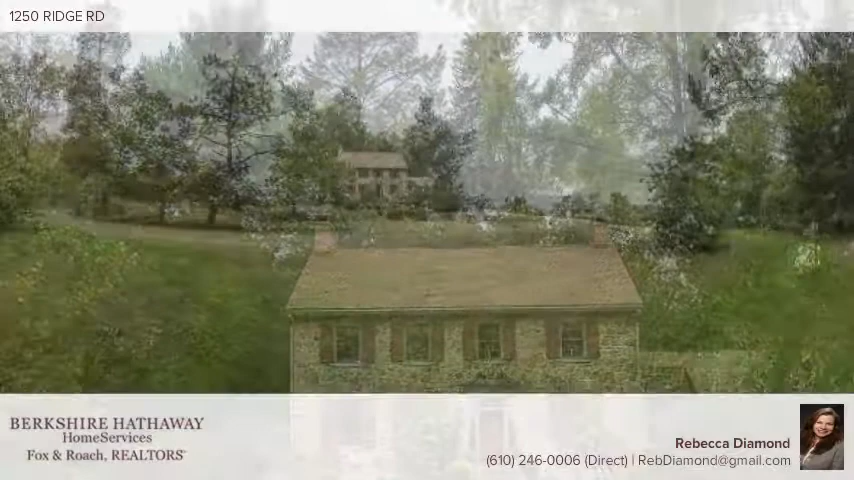 1250 RIDGE RD
BERKSHIRE HATHAWAY
HomeServices
Fox & Roach, REALTORS®
Rebecca Diamond
(610) 246-0006 (Direct) | RebDiamond@gmail.com